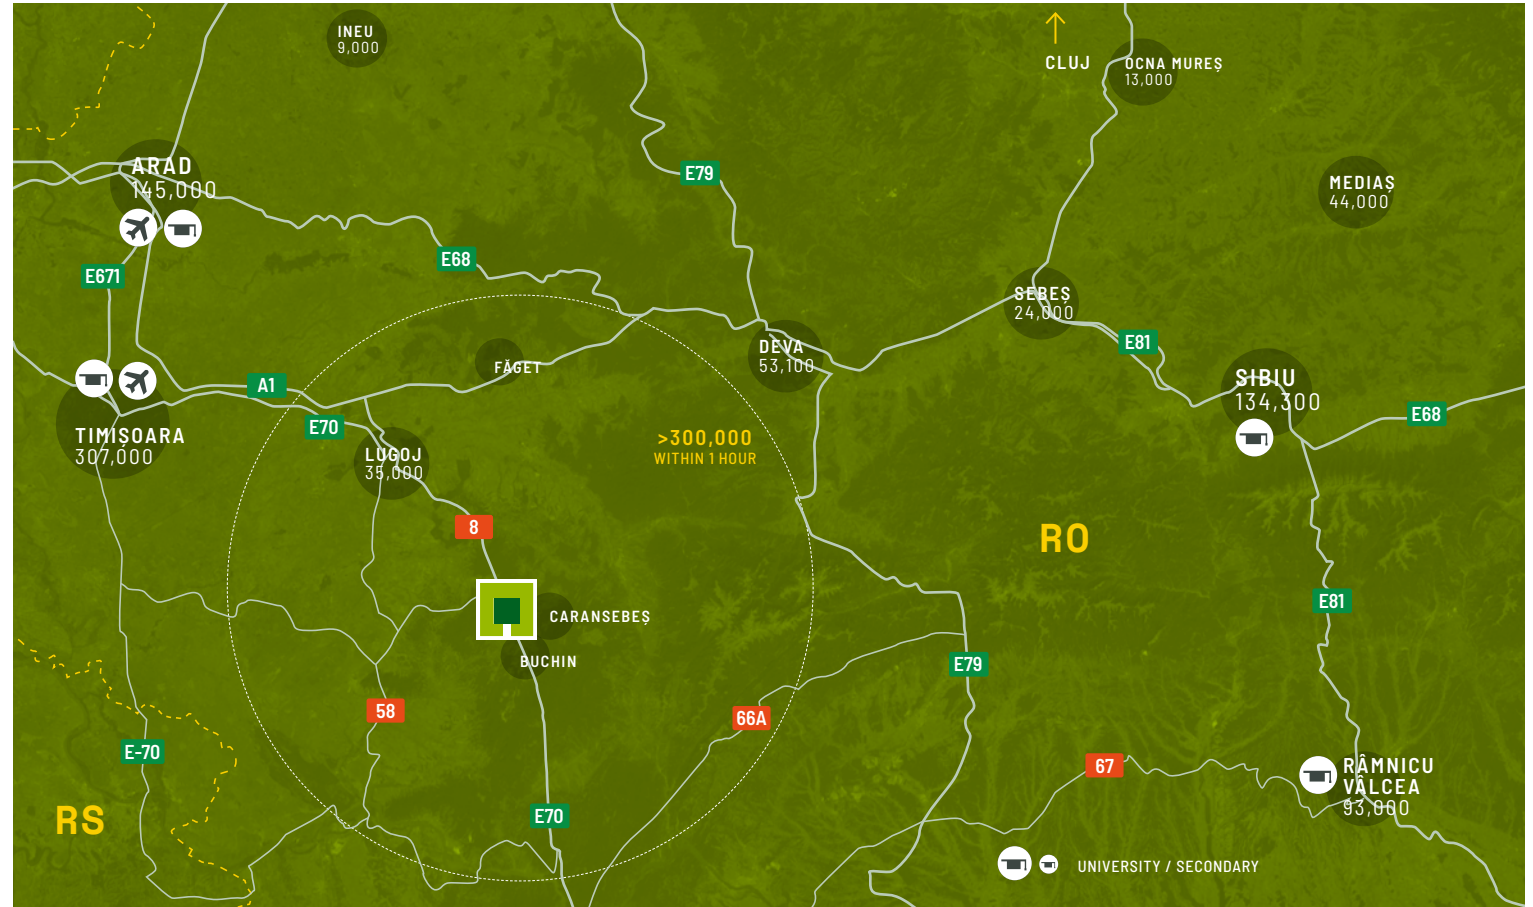 INEU
9,000
CLUJ
OCNA MUREȘ
13,000
ARAD
145,000
E79
MEDIAȘ
44,000
E68
E671
SEBEȘ
24,000
E81
DEVA
53,100
FĂGET
A1
SIBIU
134,300
E68
E70
TIMIȘOARA
307,000
>300,000
WITHIN 1 HOUR
LUGOJ
35,000
8
RO
CARANSEBEȘ
E81
BUCHIN
E79
58
66A
E-70
67
RÂMNICU
VÂLCEA
93,000
RS
E70
UNIVERSITY / SECONDARY